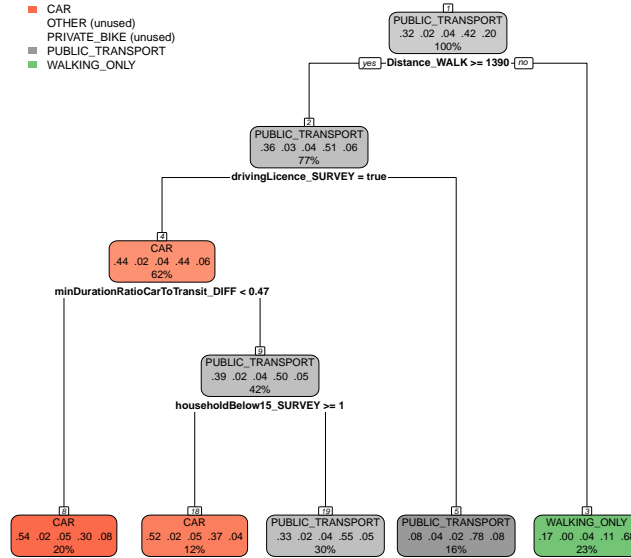 CAR
OTHER (unused)
PRIVATE_BIKE (unused)
PUBLIC_TRANSPORT
WALKING_ONLY
1
PUBLIC_TRANSPORT
.32 .02 .04 .42 .20
100%
yes Distance_WALK >= 1390 no
2
PUBLIC_TRANSPORT
.36 .03 .04 .51 .06
77%
drivingLicence_SURVEY = true
4
CAR
.44 .02 .04 .44 .06
62%
minDurationRatioCarToTransit_DIFF < 0.47
9
PUBLIC_TRANSPORT
.39 .02 .04 .50 .05
42%
householdBelow15_SURVEY >= 1
8
CAR
.54 .02 .05 .30 .08
20%
18
CAR
.52 .02 .05 .37 .04
12%
19
PUBLIC_TRANSPORT
.33 .02 .04 .55 .05
30%
5
PUBLIC_TRANSPORT
.08 .04 .02 .78 .08
16%
3
WALKING_ONLY
.17 .00 .04 .11
23%